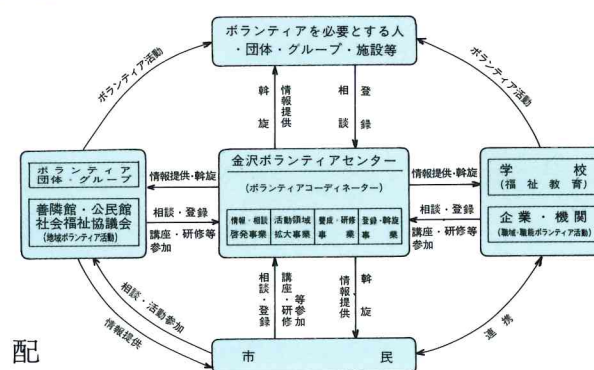 ボランティアを必要とする人
・団体・グループ・施設等
ボランティア活動
斡旋
情報提供
相談
登録
ボランティア活動
ボランティア
団体・グループ
善隣館・公民館
社会福祉協議会
(地域ボランティア活動)
情報提供・斡旋
相談・登録
講座・研修等
参加
金沢ボランティアセンター
(ボランティアコーディネーター)
情報・相談
啓発事業
活動領域
拡大事業
養成・研修
事業
登録・斡旋
事業
情報提供・斡旋
相談・登録
講座・研修等
参加
学校
(福祉教育)
企業・機関
(職域・職能ボランティア活動)
相談・活動参加
情報提供
相談・登録
講座・研修
等参加
情報提供
斡旋
連携
市民
配